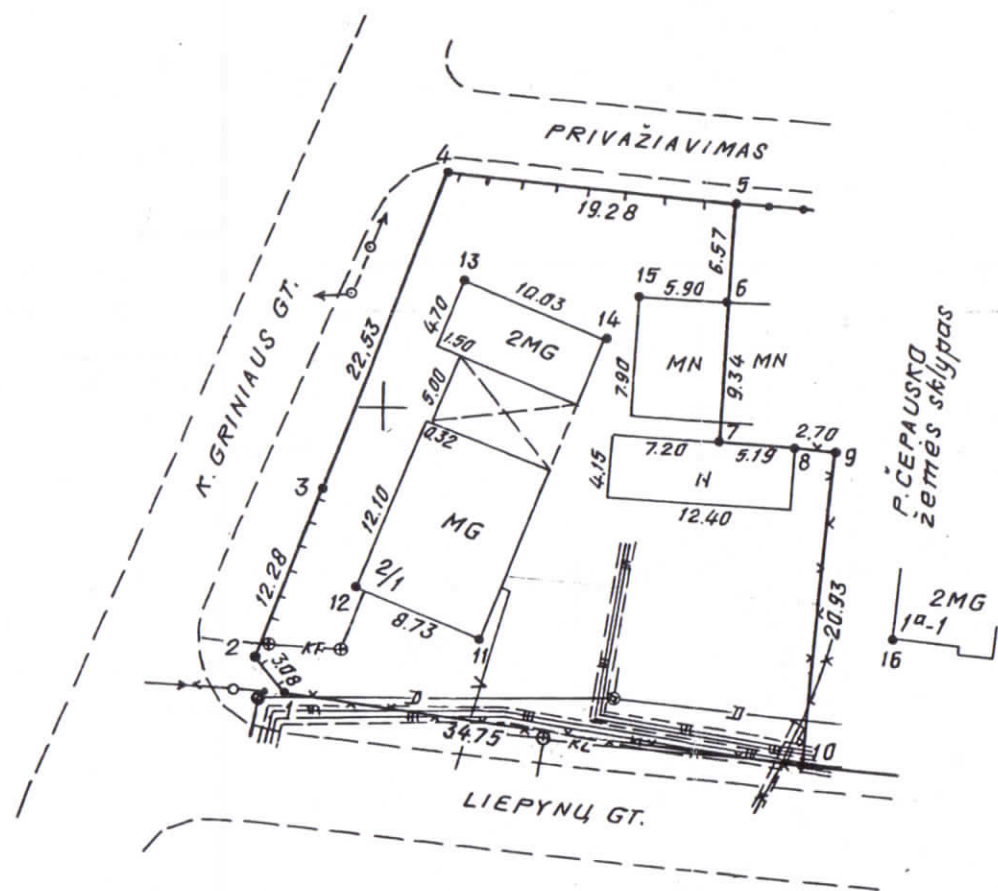 PRIVAŽIAVIMAS
4
5
19.28
6.57
K. GRINIAUS GT.
22.53
13
10.03
14
4.70
1.50
2MG
5.00
0.32
15
5.90
6
MN
MN
7.90
9.34
7
2.70
7.20
5.19
8
9
4.15
N
12.40
P. ČEPAUSKO
žemės sklypas
3
12.10
MG
12.28
12
2/1
8.73
11
20.93
2MG
1a-1
16
2
KF
3.08
1
D
D
34.75
KL
10
LIEPYNŲ GT.